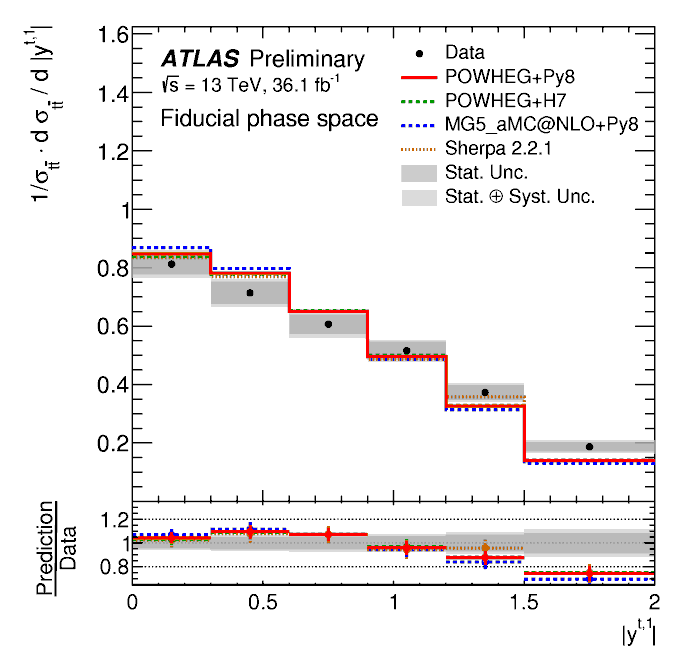 ATLAS Preliminary
√s = 13 TeV, 36.1 fb⁻¹
Fiducial phase space
Data
POWHEG+Py8
POWHEG+H7
MG5_aMC@NLO+Py8
Sherpa 2.2.1
Stat. Unc.
Stat. ⊕ Syst. Unc.
1/σ_tt̄ · d σ_tt̄ / d |y^t,1|
1.6
1.4
1.2
1
0.8
0.6
0.4
0.2
Prediction
Data
1.2
1
0.8
0 0.5 1 1.5 2
|y^t,1|